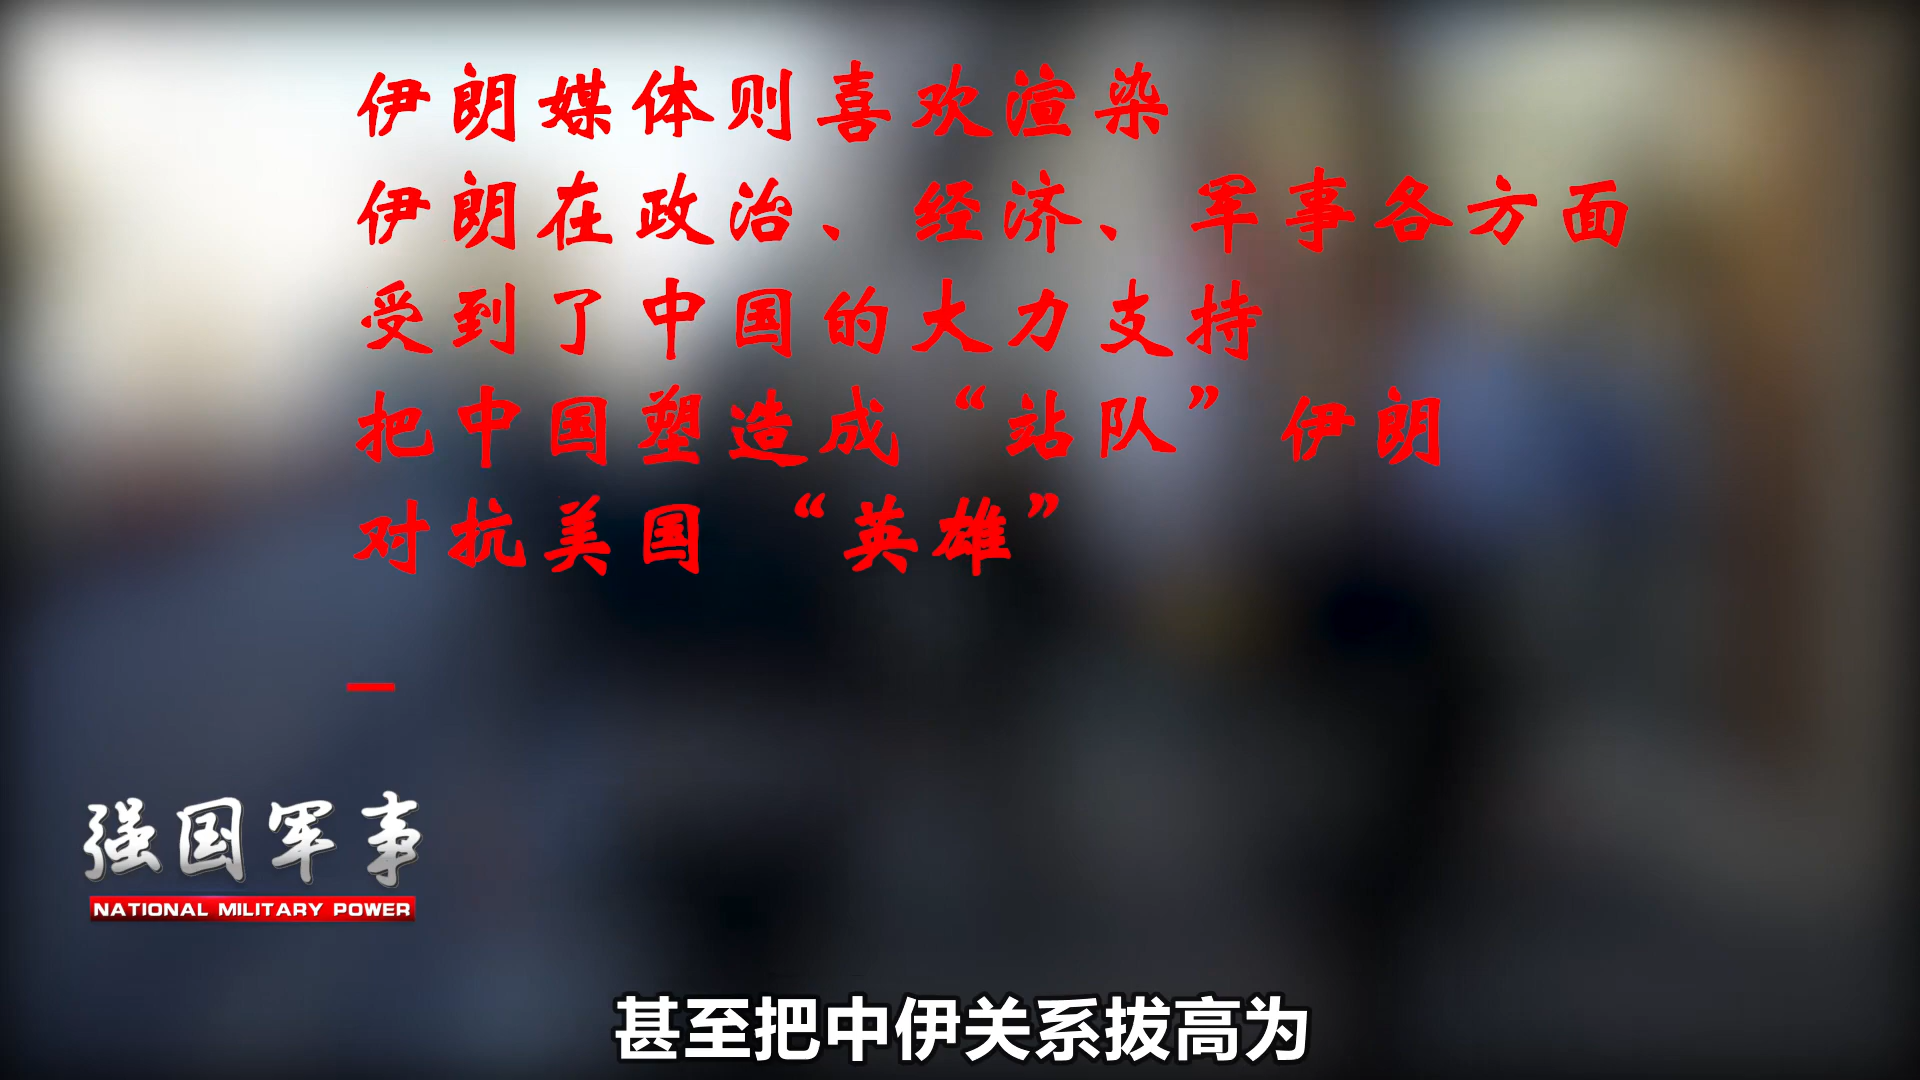 伊朗媒体则喜欢渲染
伊朗在政治、经济、军事各方面
受到了中国的大力支持
把中国塑造成“站队”伊朗
对抗美国 “英雄”
强国军事
NATIONAL MILITARY POWER
甚至把中伊关系拔高为